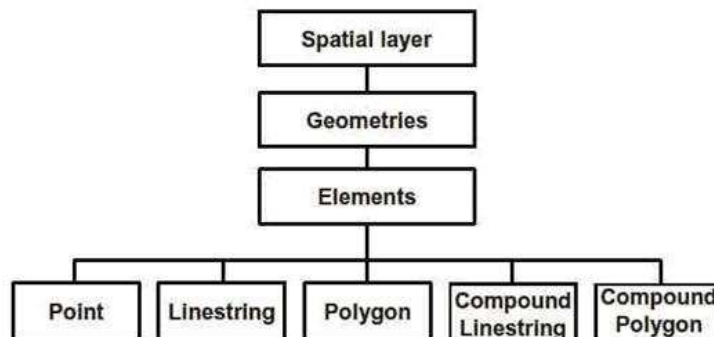 Spatial layer
Geometries
Elements
Point
Linestring
Polygon
Compound
Linestring
Compound
Polygon